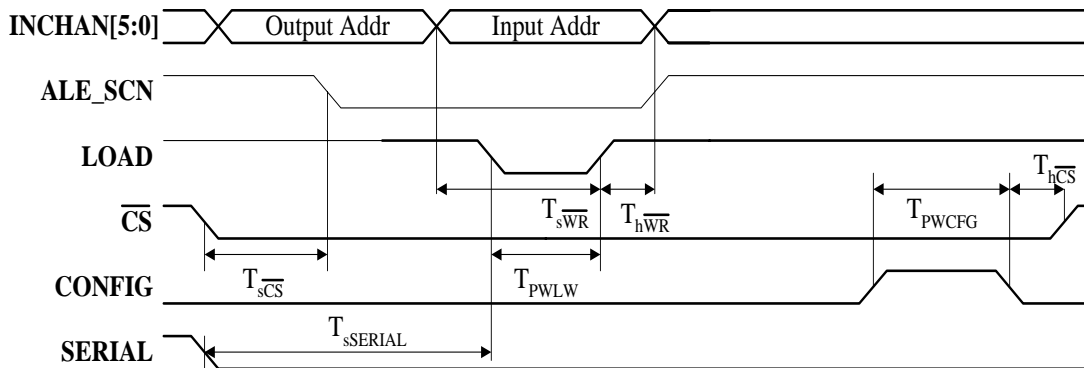 INCHAN[5:0] Output Addr Input Addr
ALE_SCN
LOAD
T_hCS̅
T_sWR̅ T_hWR̅ T_PWCFG
CS̅
T_sCS̅ T_PWLW
CONFIG
T_sSERIAL
SERIAL